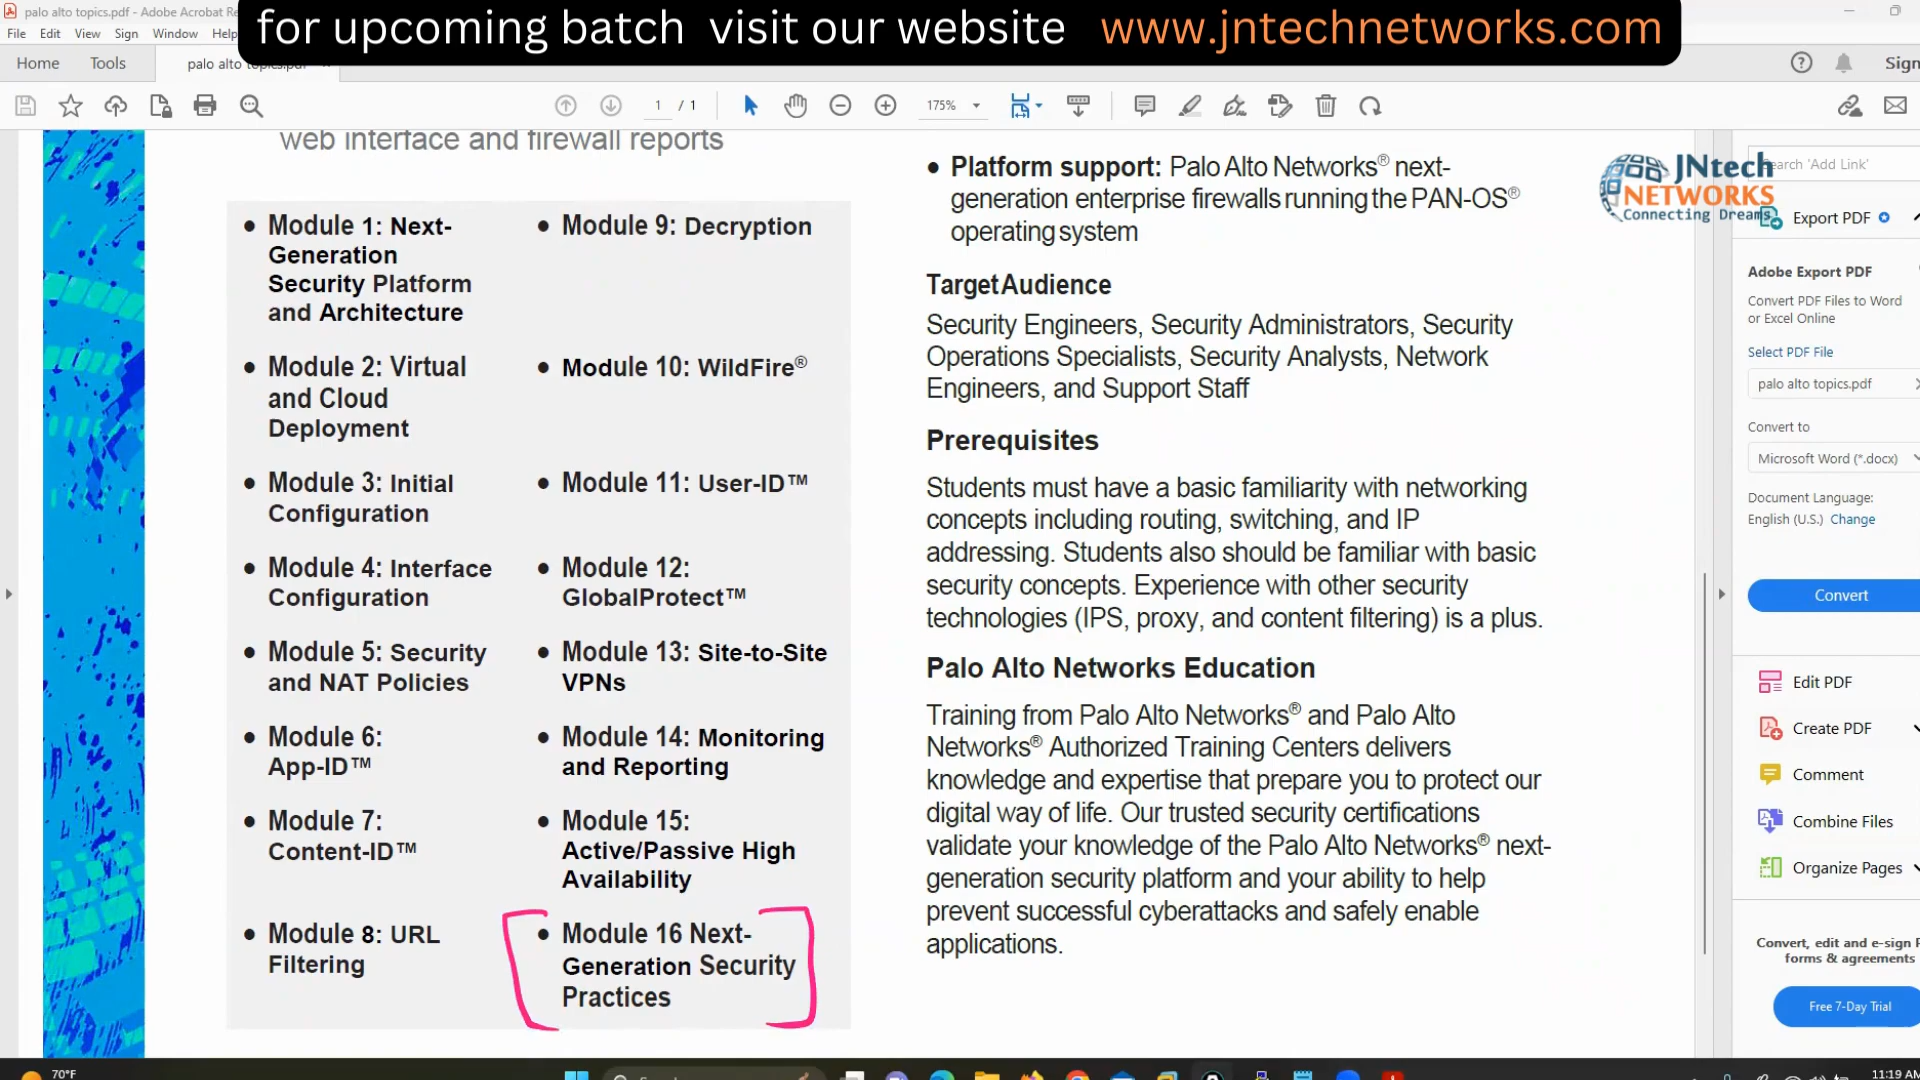 palo alto topics.pdf - Adobe Acrobat Re
for upcoming batch visit our website www.jntechnetworks.com
File Edit View Sign Window Help
Home Tools palo alto topics.pdf
Sign
1 / 1
175%
web interface and firewall reports
• Module 1: Next-
Generation
Security Platform
and Architecture
• Module 2: Virtual
and Cloud
Deployment
• Module 3: Initial
Configuration
• Module 4: Interface
Configuration
• Module 5: Security
and NAT Policies
• Module 6:
App-ID™
• Module 7:
Content-ID™
• Module 8: URL
Filtering
• Module 9: Decryption
• Module 10: WildFire®
• Module 11: User-ID™
• Module 12:
GlobalProtect™
• Module 13: Site-to-Site
VPNs
• Module 14: Monitoring
and Reporting
• Module 15:
Active/Passive High
Availability
• Module 16 Next-
Generation Security
Practices
• Platform support: Palo Alto Networks® next-
generation enterprise firewalls running the PAN-OS®
operating system
Target Audience
Security Engineers, Security Administrators, Security
Operations Specialists, Security Analysts, Network
Engineers, and Support Staff
Prerequisites
Students must have a basic familiarity with networking
concepts including routing, switching, and IP
addressing. Students also should be familiar with basic
security concepts. Experience with other security
technologies (IPS, proxy, and content filtering) is a plus.
Palo Alto Networks Education
Training from Palo Alto Networks® and Palo Alto
Networks® Authorized Training Centers delivers
knowledge and expertise that prepare you to protect our
digital way of life. Our trusted security certifications
validate your knowledge of the Palo Alto Networks® next-
generation security platform and your ability to help
prevent successful cyberattacks and safely enable
applications.
JNtech
NETWORKS
Connecting Dreams
Search 'Add Link'
Export PDF
Adobe Export PDF
Convert PDF Files to Word
or Excel Online
Select PDF File
palo alto topics.pdf
Convert to
Microsoft Word (*.docx)
Document Language:
English (U.S.) Change
Convert
Edit PDF
Create PDF
Comment
Combine Files
Organize Pages
Convert, edit and e-sign P
forms & agreements
Free 7-Day Trial
70°F
11:19 AM